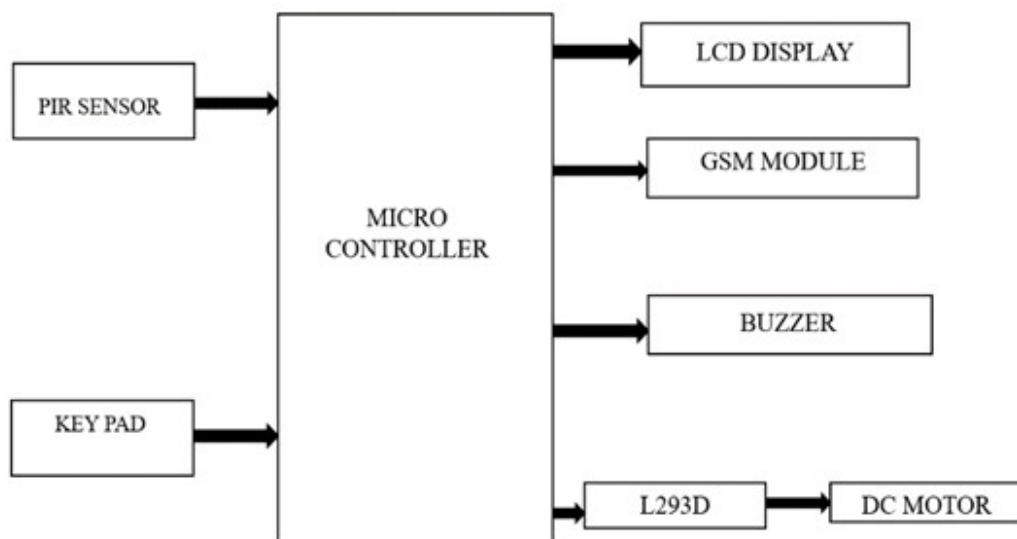 PIR SENSOR
KEY PAD
MICRO
CONTROLLER
LCD DISPLAY
GSM MODULE
BUZZER
L293D
DC MOTOR